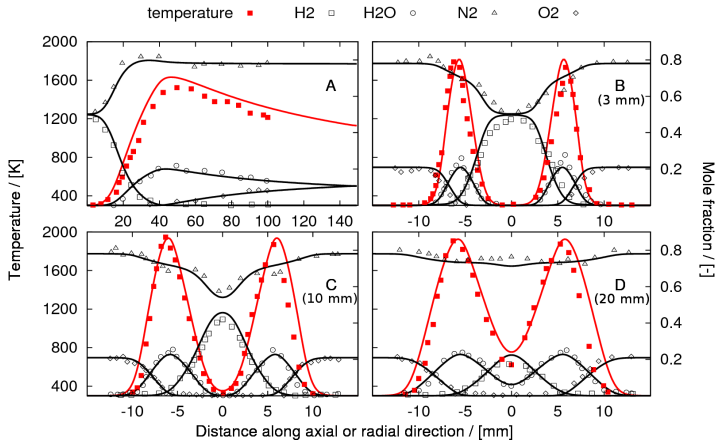 temperature H2 H2O N2 O2
2000
1600
1200
800
400
A
20 40 60 80 100 120 140
B
(3 mm)
0.8
0.6
0.4
0.2
-10 -5 0 5 10
Temperature / [K]
Mole fraction / [-]
2000
1600
1200
800
400
C
(10 mm)
-10 -5 0 5 10
D
(20 mm)
0.8
0.6
0.4
0.2
-10 -5 0 5 10
Distance along axial or radial direction / [mm]